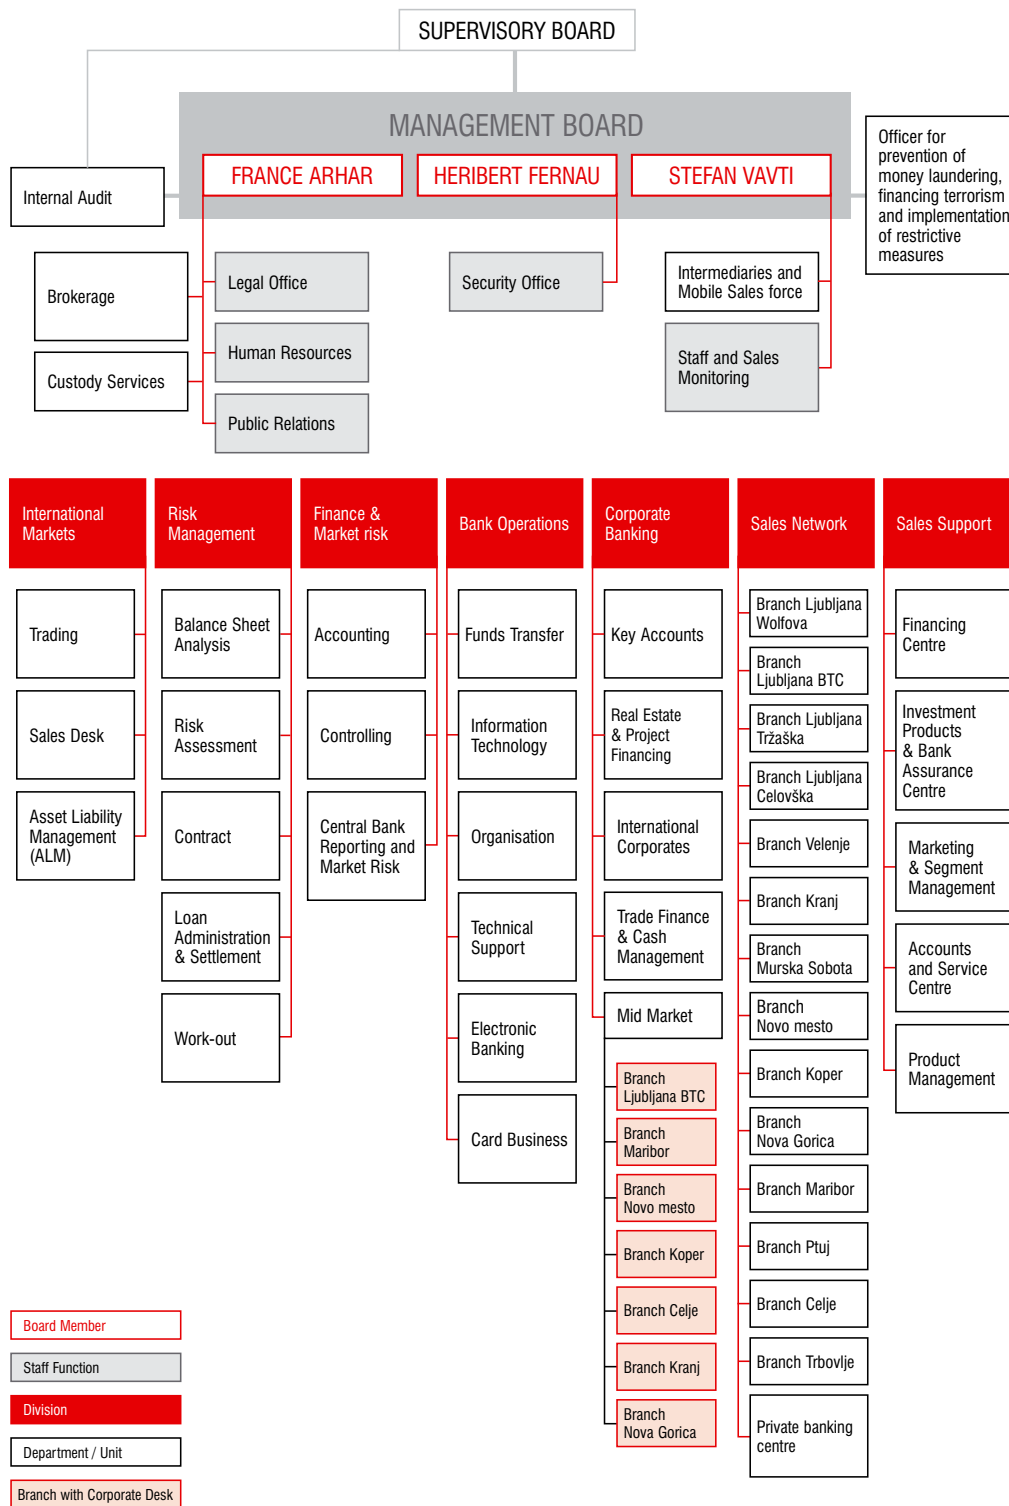 SUPERVISORY BOARD
MANAGEMENT BOARD
FRANCE ARHAR
HERIBERT FERNAU
STEFAN VAVTI
Internal Audit
Officer for
prevention of
money laundering,
financing terrorism
and implementation
of restrictive
measures
Brokerage
Custody Services
Legal Office
Human Resources
Public Relations
Security Office
Intermediaries and
Mobile Sales force
Staff and Sales
Monitoring
International
Markets
Trading
Sales Desk
Asset Liability
Management
(ALM)
Risk
Management
Balance Sheet
Analysis
Risk
Assessment
Contract
Loan
Administration
& Settlement
Work-out
Finance &
Market risk
Accounting
Controlling
Central Bank
Reporting and
Market Risk
Bank Operations
Funds Transfer
Information
Technology
Organisation
Technical
Support
Electronic
Banking
Card Business
Corporate
Banking
Key Accounts
Real Estate
& Project
Financing
International
Corporates
Trade Finance
& Cash
Management
Mid Market
Branch
Ljubljana BTC
Branch
Maribor
Branch
Novo mesto
Branch Koper
Branch Celje
Branch Kranj
Branch
Nova Gorica
Sales Network
Branch Ljubljana
Wolfova
Branch
Ljubljana BTC
Branch Ljubljana
Tržaška
Branch Ljubljana
Celovška
Branch Velenje
Branch Kranj
Branch
Murska Sobota
Branch
Novo mesto
Branch Koper
Branch
Nova Gorica
Branch Maribor
Branch Ptuj
Branch Celje
Branch Trbovlje
Private banking
centre
Sales Support
Financing
Centre
Investment
Products
& Bank
Assurance
Centre
Marketing
& Segment
Management
Accounts
and Service
Centre
Product
Management
Board Member
Staff Function
Division
Department / Unit
Branch with Corporate Desk